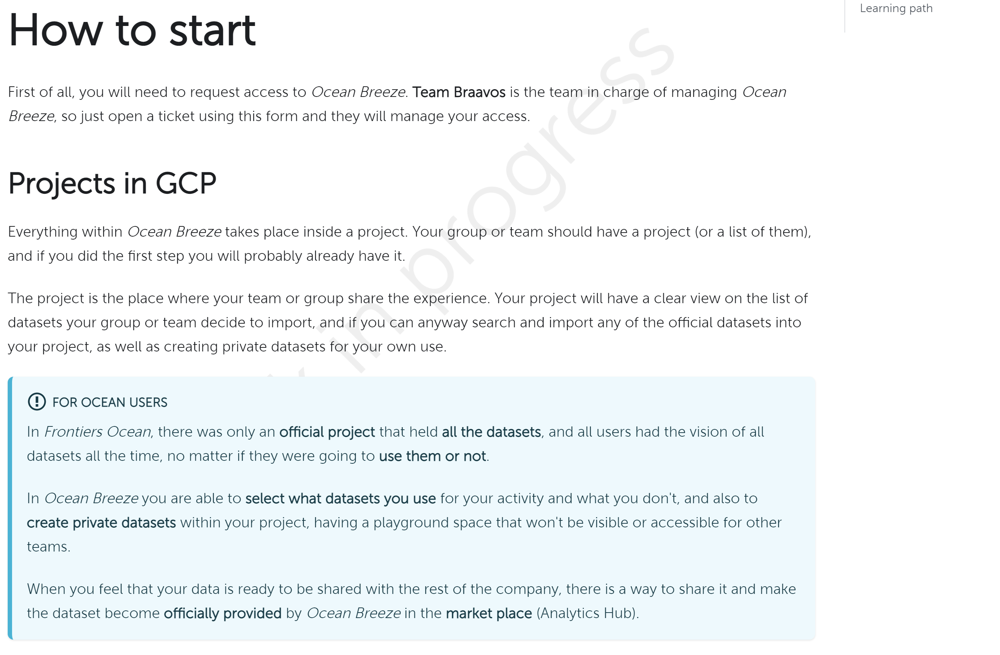 Learning path
How to start
First of all, you will need to request access to Ocean Breeze. Team Braavos is the team in charge of managing Ocean
Breeze, so just open a ticket using this form and they will manage your access.
Projects in GCP
Everything within Ocean Breeze takes place inside a project. Your group or team should have a project (or a list of them),
and if you did the first step you will probably already have it.
The project is the place where your team or group share the experience. Your project will have a clear view on the list of
datasets your group or team decide to import, and if you can anyway search and import any of the official datasets into
your project, as well as creating private datasets for your own use.
FOR OCEAN USERS
In Frontiers Ocean, there was only an official project that held all the datasets, and all users had the vision of all
datasets all the time, no matter if they were going to use them or not.
In Ocean Breeze you are able to select what datasets you use for your activity and what you don't, and also to
create private datasets within your project, having a playground space that won't be visible or accessible for other
teams.
When you feel that your data is ready to be shared with the rest of the company, there is a way to share it and make
the dataset become officially provided by Ocean Breeze in the market place (Analytics Hub).
in progress